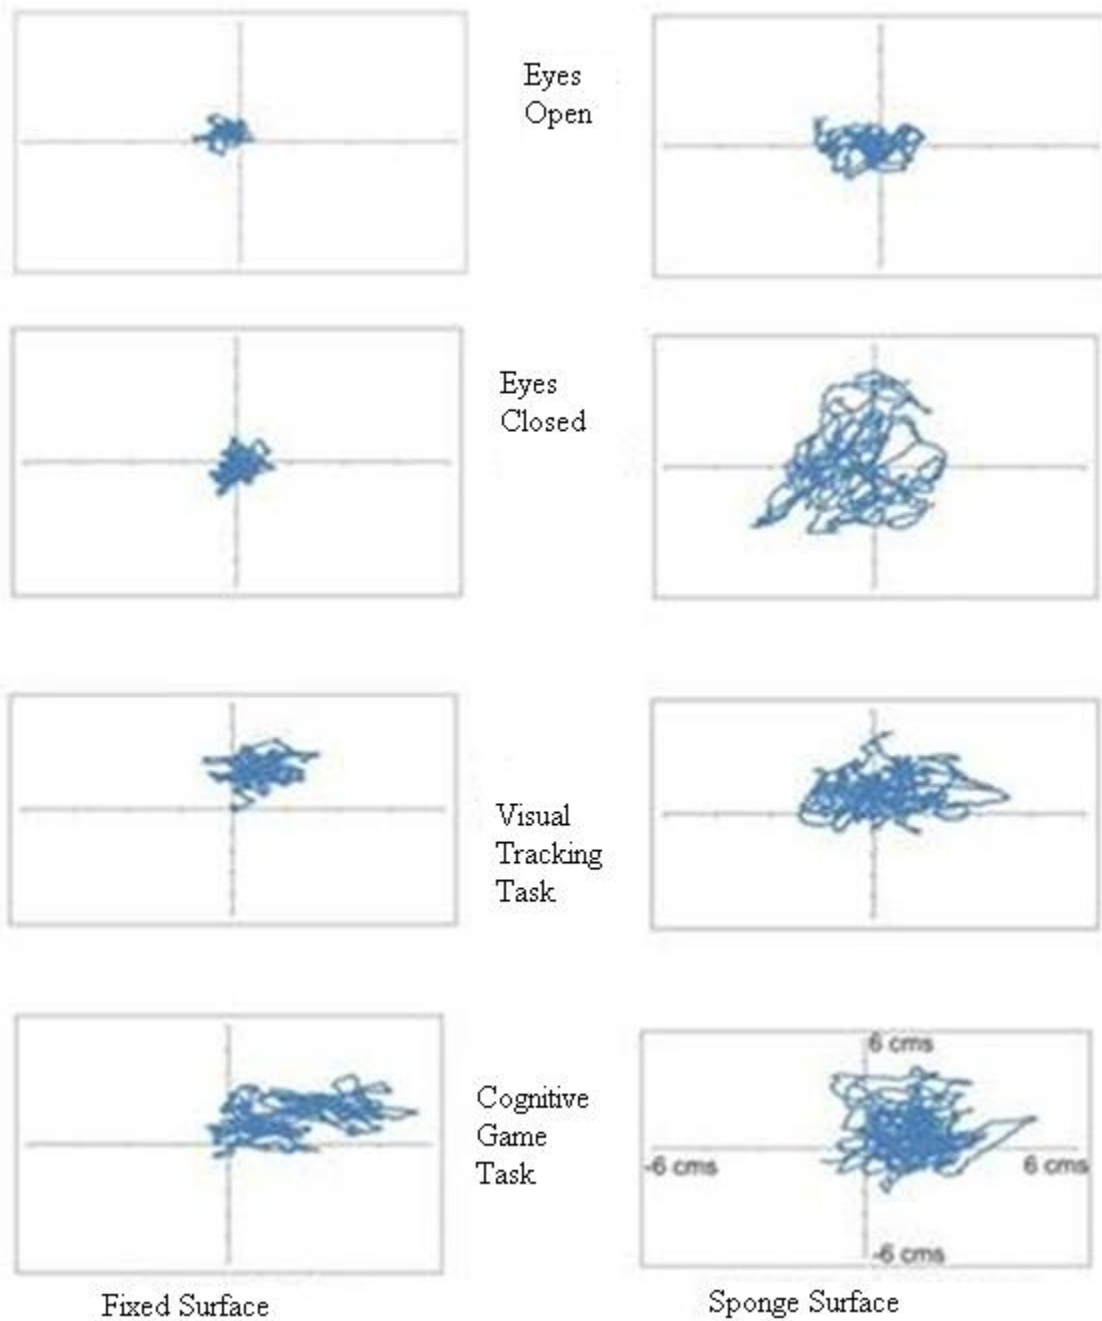 Eyes
Open
Eyes
Closed
Visual
Tracking
Task
Cognitive
Game
Task
6 cms
-6 cms
6 cms
-6 cms
Fixed Surface
Sponge Surface